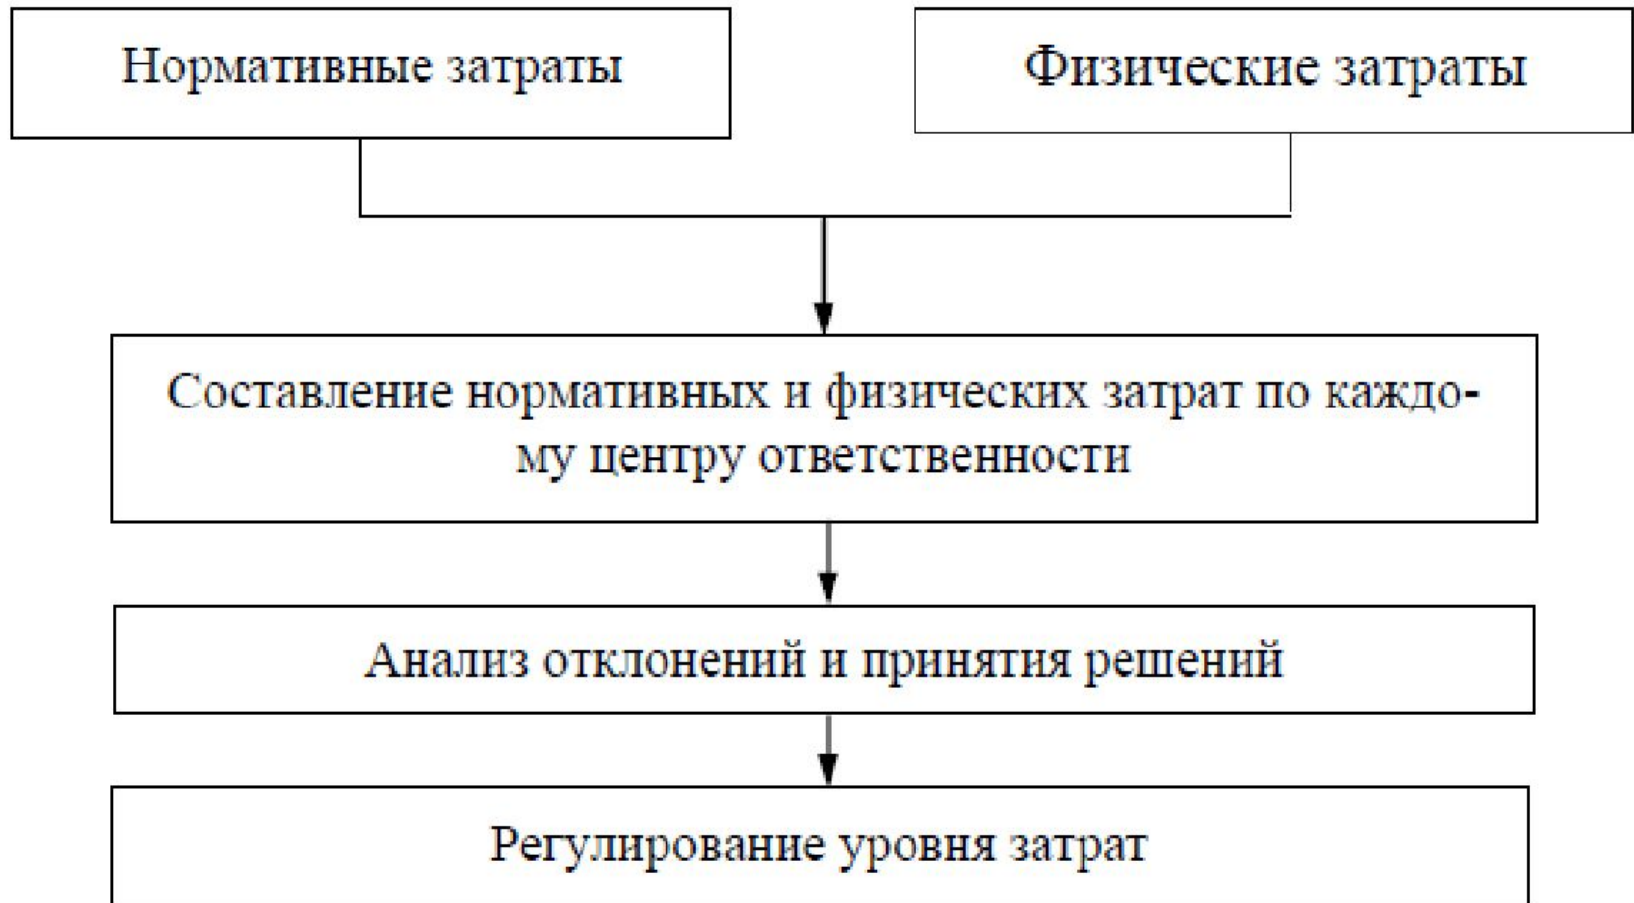 Нормативные затраты
Физические затраты
Составление нормативных и физических затрат по каждо-
му центру ответственности
Анализ отклонений и принятия решений
Регулирование уровня затрат